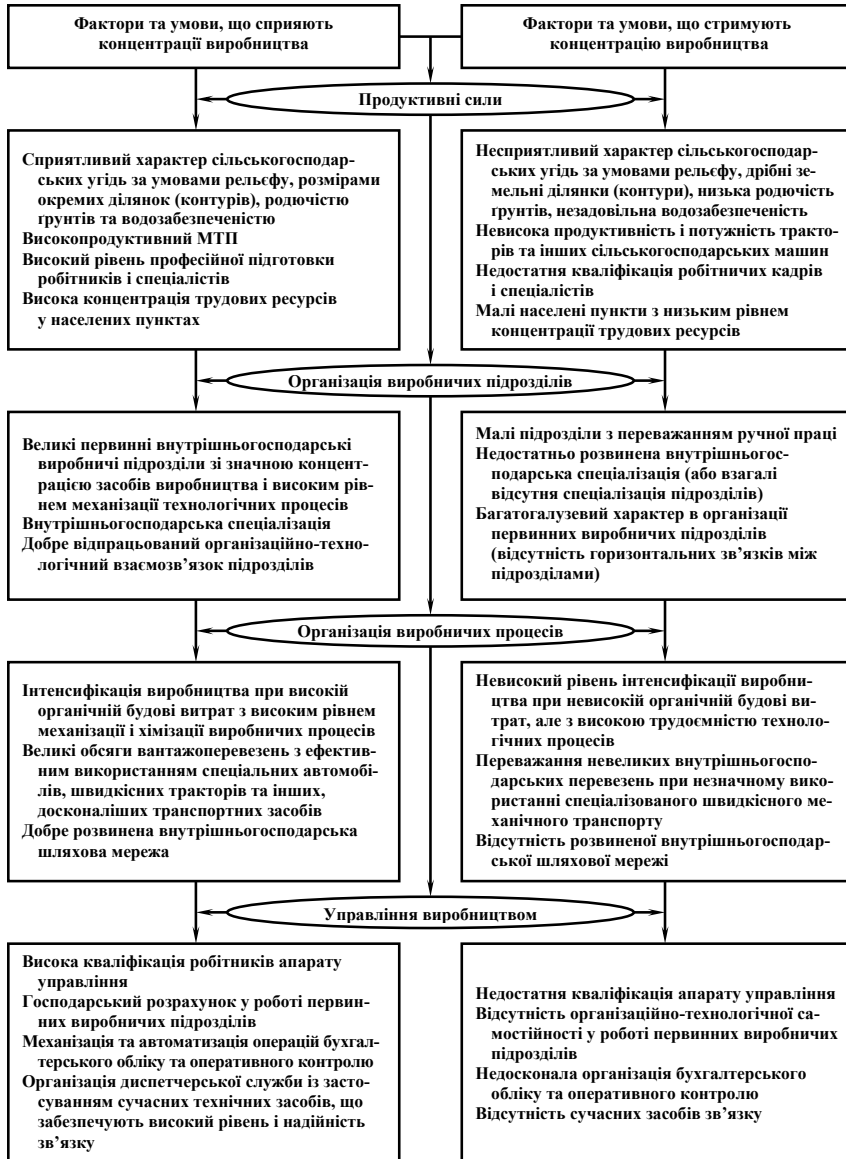 Фактори та умови, що сприяють
концентрації виробництва
Фактори та умови, що стримують
концентрацію виробництва
Продуктивні сили
Сприятливий характер сільськогосподар-
ських угідь за умовами рельєфу, розмірами
окремих ділянок (контурів), родючістю
ґрунтів та водозабезпеченістю
Високопродуктивний МТП
Високий рівень професійної підготовки
робітників і спеціалістів
Висока концентрація трудових ресурсів
у населених пунктах
Несприятливий характер сільськогосподар-
ських угідь за умовами рельєфу, дрібні зе-
мельні ділянки (контури), низька родючість
ґрунтів, незадовільна водозабезпеченість
Невисока продуктивність і потужність тракто-
рів та інших сільськогосподарських машин
Недостатня кваліфікація робітничих кадрів
і спеціалістів
Малі населені пункти з низьким рівнем
концентрації трудових ресурсів
Організація виробничих підрозділів
Великі первинні внутрішньогосподарські
виробничі підрозділи зі значною концент-
рацією засобів виробництва і високим рів-
нем механізації технологічних процесів
Внутрішньогосподарська спеціалізація
Добре відпрацьований організаційно-техно-
логічний взаємозв’язок підрозділів
Малі підрозділи з переважанням ручної праці
Недостатньо розвинена внутрішньогос-
подарська спеціалізація (або взагалі
відсутня спеціалізація підрозділів)
Багатогалузевий характер в організації
первинних виробничих підрозділів
(відсутність горизонтальних зв’язків між
підрозділами)
Організація виробничих процесів
Інтенсифікація виробництва при високій
органічній будові витрат з високим рівнем
механізації і хімізації виробничих процесів
Великі обсяги вантажоперевезень з ефектив-
ним використанням спеціальних автомобі-
лів, швидкісних тракторів та інших,
досконаліших транспортних засобів
Добре розвинена внутрішньогосподарська
шляхова мережа
Невисокий рівень інтенсифікації виробни-
цтва при невисокій органічній будові ви-
трат, але з високою трудоємністю техноло-
гічних процесів
Переважання невеликих внутрішньогоспо-
дарських перевезень при незначному вико-
ристанні спеціалізованого швидкісного ме-
ханічного транспорту
Відсутність розвиненої внутрішньогосподар-
ської шляхової мережі
Управління виробництвом
Висока кваліфікація робітників апарату
управління
Господарський розрахунок у роботі первин-
них виробничих підрозділів
Механізація та автоматизація операцій бухгал-
терського обліку та оперативного контролю
Організація диспетчерської служби із засто-
суванням сучасних технічних засобів, що
забезпечують високий рівень і надійність
зв’язку
Недостатня кваліфікація апарату управління
Відсутність організаційно-технологічної са-
мостійності у роботі первинних виробничих
підрозділів
Недосконала організація бухгалтерського
обліку та оперативного контролю
Відсутність сучасних засобів зв’язку